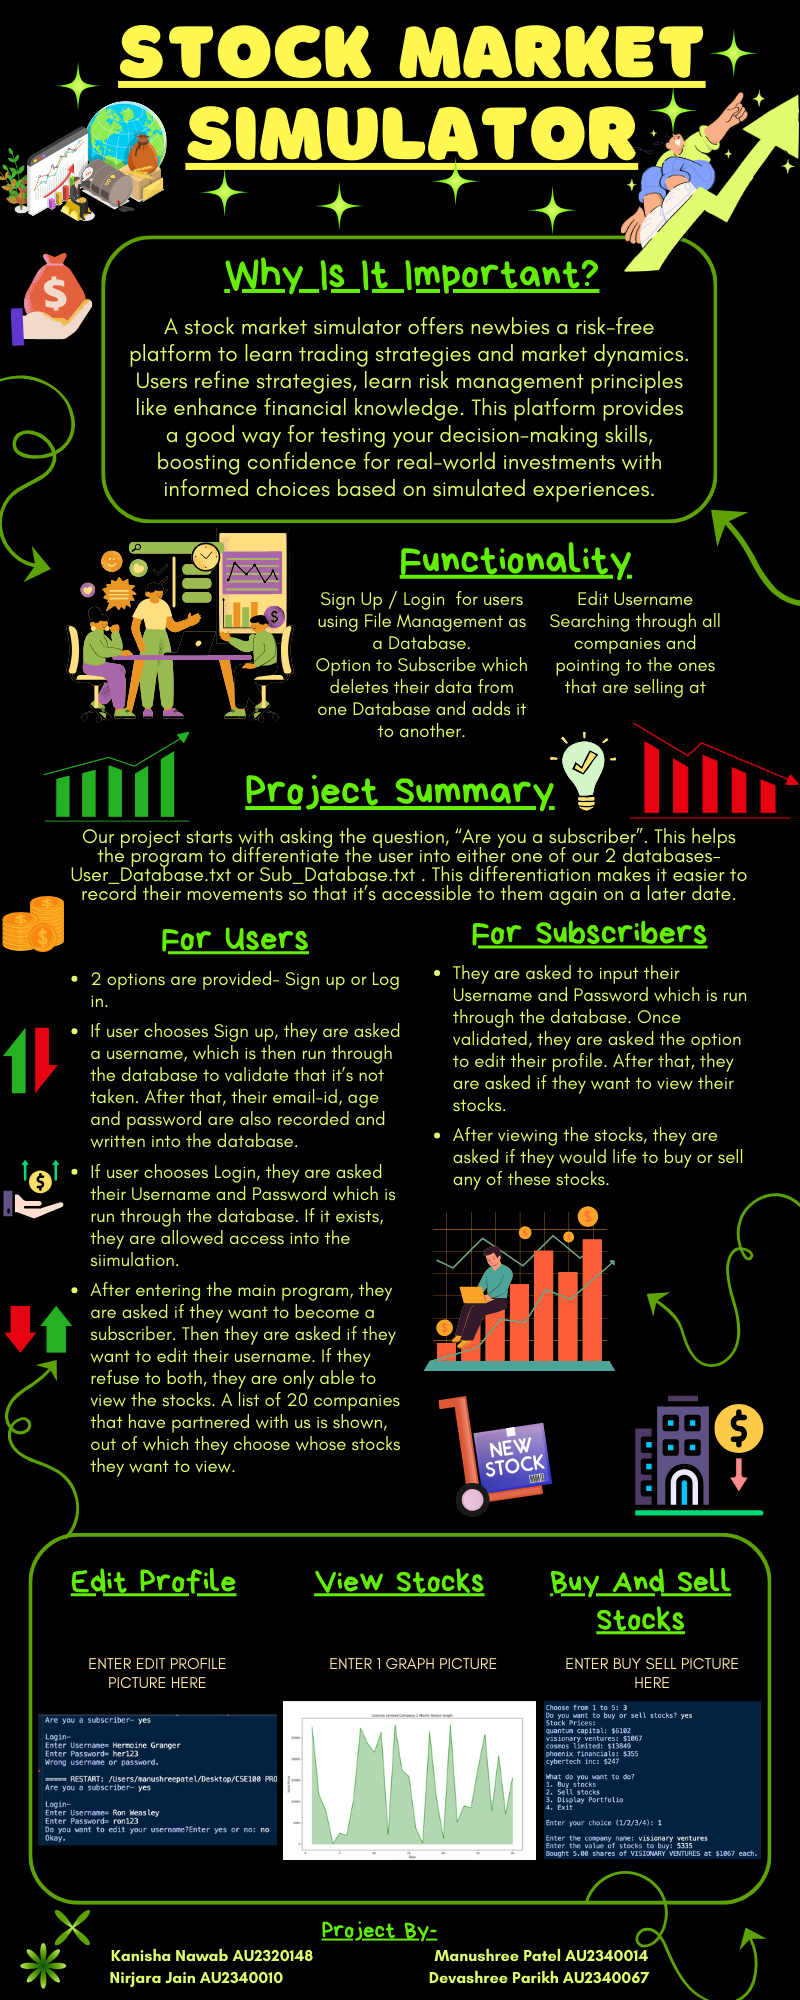 STOCK MARKET
SIMULATOR
Why Is It Important?
A stock market simulator offers newbies a risk-free
platform to learn trading strategies and market dynamics.
Users refine strategies, learn risk management principles
like enhance financial knowledge. This platform provides
a good way for testing your decision-making skills,
boosting confidence for real-world investments with
informed choices based on simulated experiences.
Functionality
Sign Up / Login  for users
using File Management as
a Database.
Option to Subscribe which
deletes their data from
one Database and adds it
to another.
Edit Username
Searching through all
companies and
pointing to the ones
that are selling at
Project Summary
Our project starts with asking the question, “Are you a subscriber”. This helps
the program to differentiate the user into either one of our 2 databases-
User_Database.txt or Sub_Database.txt . This differentiation makes it easier to
record their movements so that it’s accessible to them again on a later date.
For Users
• 2 options are provided- Sign up or Log
in.
• If user chooses Sign up, they are asked
a username, which is then run through
the database to validate that it’s not
taken. After that, their email-id, age
and password are also recorded and
written into the database.
• If user chooses Login, they are asked
their Username and Password which is
run through the database. If it exists,
they are allowed access into the
siimulation.
• After entering the main program, they
are asked if they want to become a
subscriber. Then they are asked if they
want to edit their username. If they
refuse to both, they are only able to
view the stocks. A list of 20 companies
that have partnered with us is shown,
out of which they choose whose stocks
they want to view.
For Subscribers
• They are asked to input their
Username and Password which is run
through the database. Once
validated, they are asked the option
to edit their profile. After that, they
are asked if they want to view their
stocks.
• After viewing the stocks, they are
asked if they would life to buy or sell
any of these stocks.
NEW
STOCK
Edit Profile
ENTER EDIT PROFILE
PICTURE HERE
Are you a subscriber- yes
Login-
Enter Username= Hermoine Granger
Enter Password= her123
Wrong username or password.
===== RESTART: /Users/manushreepatel/Desktop/CSE100 PRO
Are you a subscriber- yes
Login-
Enter Username= Ron Weasley
Enter Password= ron123
Do you want to edit your username?Enter yes or no: no
Okay.
View Stocks
ENTER 1 GRAPH PICTURE
Cosmos Limited Company-1 Month Stocks Graph
Buy And Sell
Stocks
ENTER BUY SELL PICTURE
HERE
Choose from 1 to 5: 3
Do you want to buy or sell stocks? yes
Stock Prices:
quantum capital: $6102
visionary ventures: $1067
cosmos limited: $13849
phoenix financials: $355
cybertech inc: $247
What do you want to do?
1. Buy stocks
2. Sell stocks
3. Display Portfolio
4. Exit
Enter your choice (1/2/3/4): 1
Enter the company name: visionary ventures
Enter the value of stocks to buy: 5335
Bought 5.00 shares of VISIONARY VENTURES at $1067 each.
Project By-
Kanisha Nawab AU2320148
Manushree Patel AU2340014
Nirjara Jain AU2340010
Devashree Parikh AU2340067